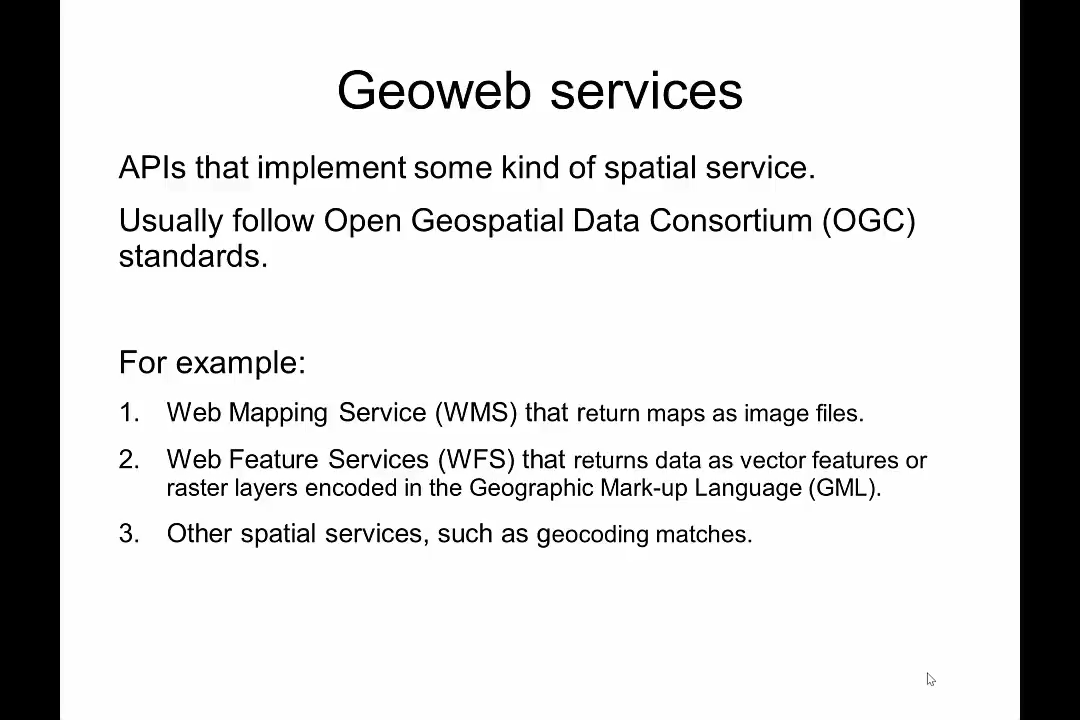 Geoweb services
APIs that implement some kind of spatial service.
Usually follow Open Geospatial Data Consortium (OGC)
standards.
For example:
1. Web Mapping Service (WMS) that return maps as image files.
2. Web Feature Services (WFS) that returns data as vector features or
raster layers encoded in the Geographic Mark-up Language (GML).
3. Other spatial services, such as geocoding matches.